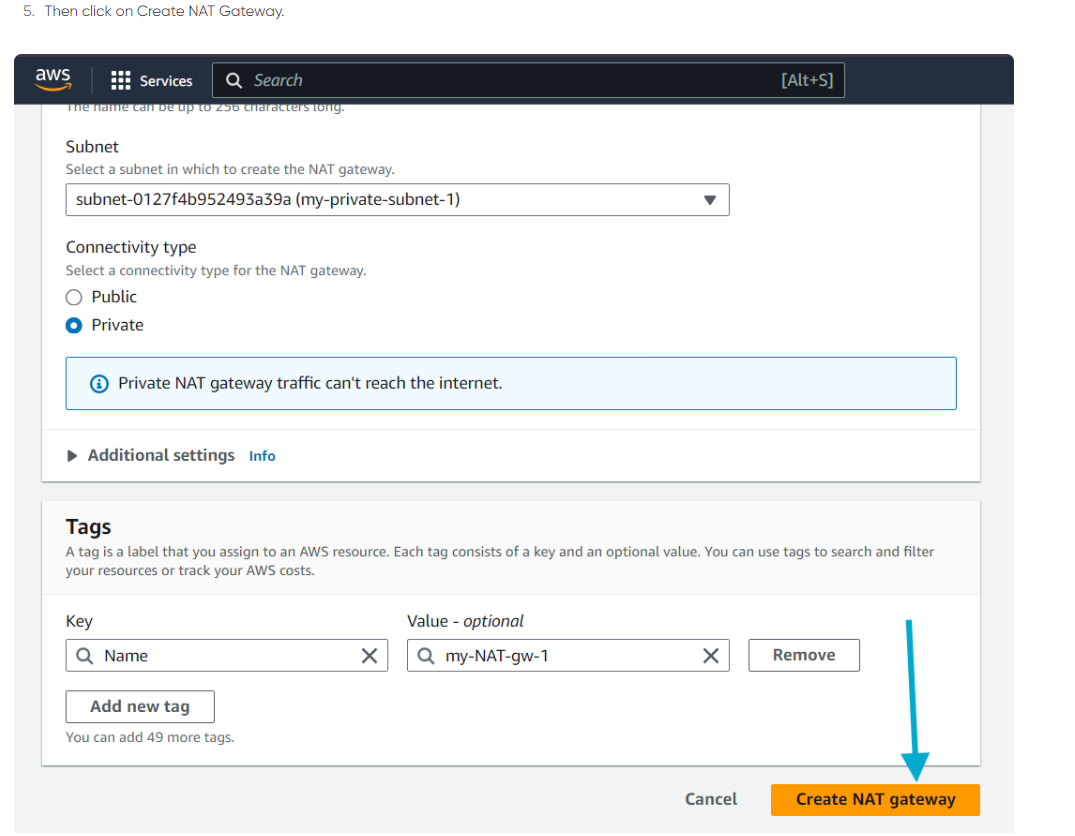 5. Then click on Create NAT Gateway.
aws
Services
Search
[Alt+S]
The name can be up to 256 characters long.
Subnet
Select a subnet in which to create the NAT gateway.
subnet-0127f4b952493a39a (my-private-subnet-1)
Connectivity type
Select a connectivity type for the NAT gateway.
Public
Private
Private NAT gateway traffic can't reach the internet.
Additional settings Info
Tags
A tag is a label that you assign to an AWS resource. Each tag consists of a key and an optional value. You can use tags to search and filter
your resources or track your AWS costs.
Key
Value - optional
Name
my-NAT-gw-1
Remove
Add new tag
You can add 49 more tags.
Cancel
Create NAT gateway